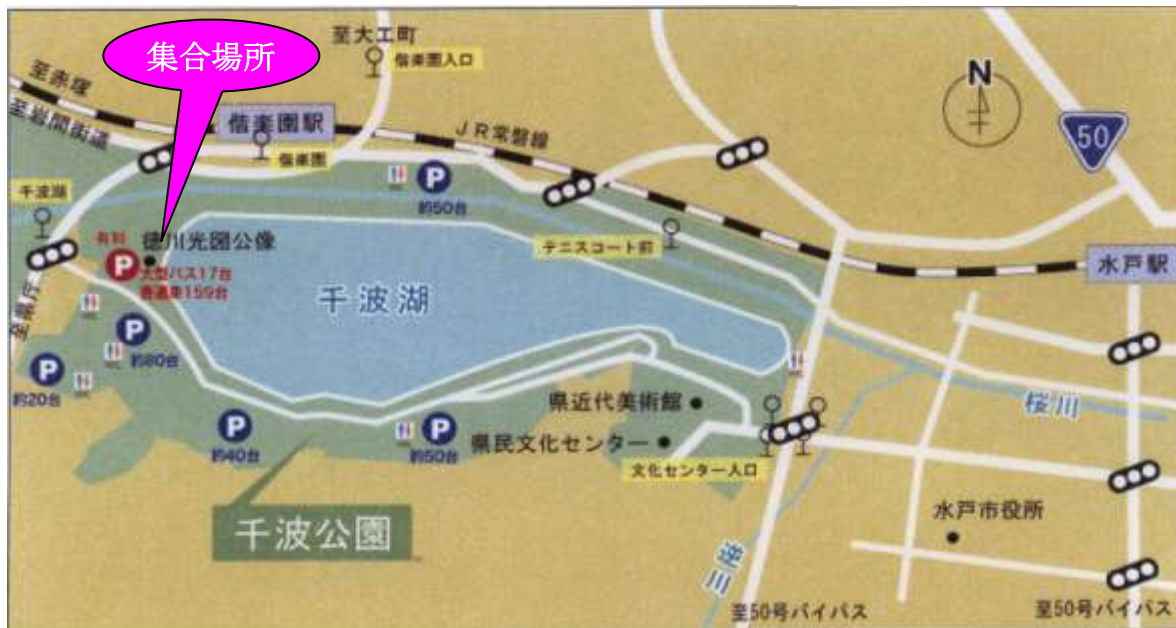 集合場所
至大工町
偕楽園入口
至赤塚
至岩間街道
偕楽園駅
JR常磐線
N
50
偕楽園
千波湖
P
約50台
有料
徳川光圀公像
P
大型バス17台
普通車159台
テニスコート前
水戸駅
千波湖
至県庁
P
約80台
P
約20台
P
約40台
P
約50台
県近代美術館
県民文化センター
文化センター入口
桜川
千波公園
水戸市役所
至50号バイパス
至50号バイパス